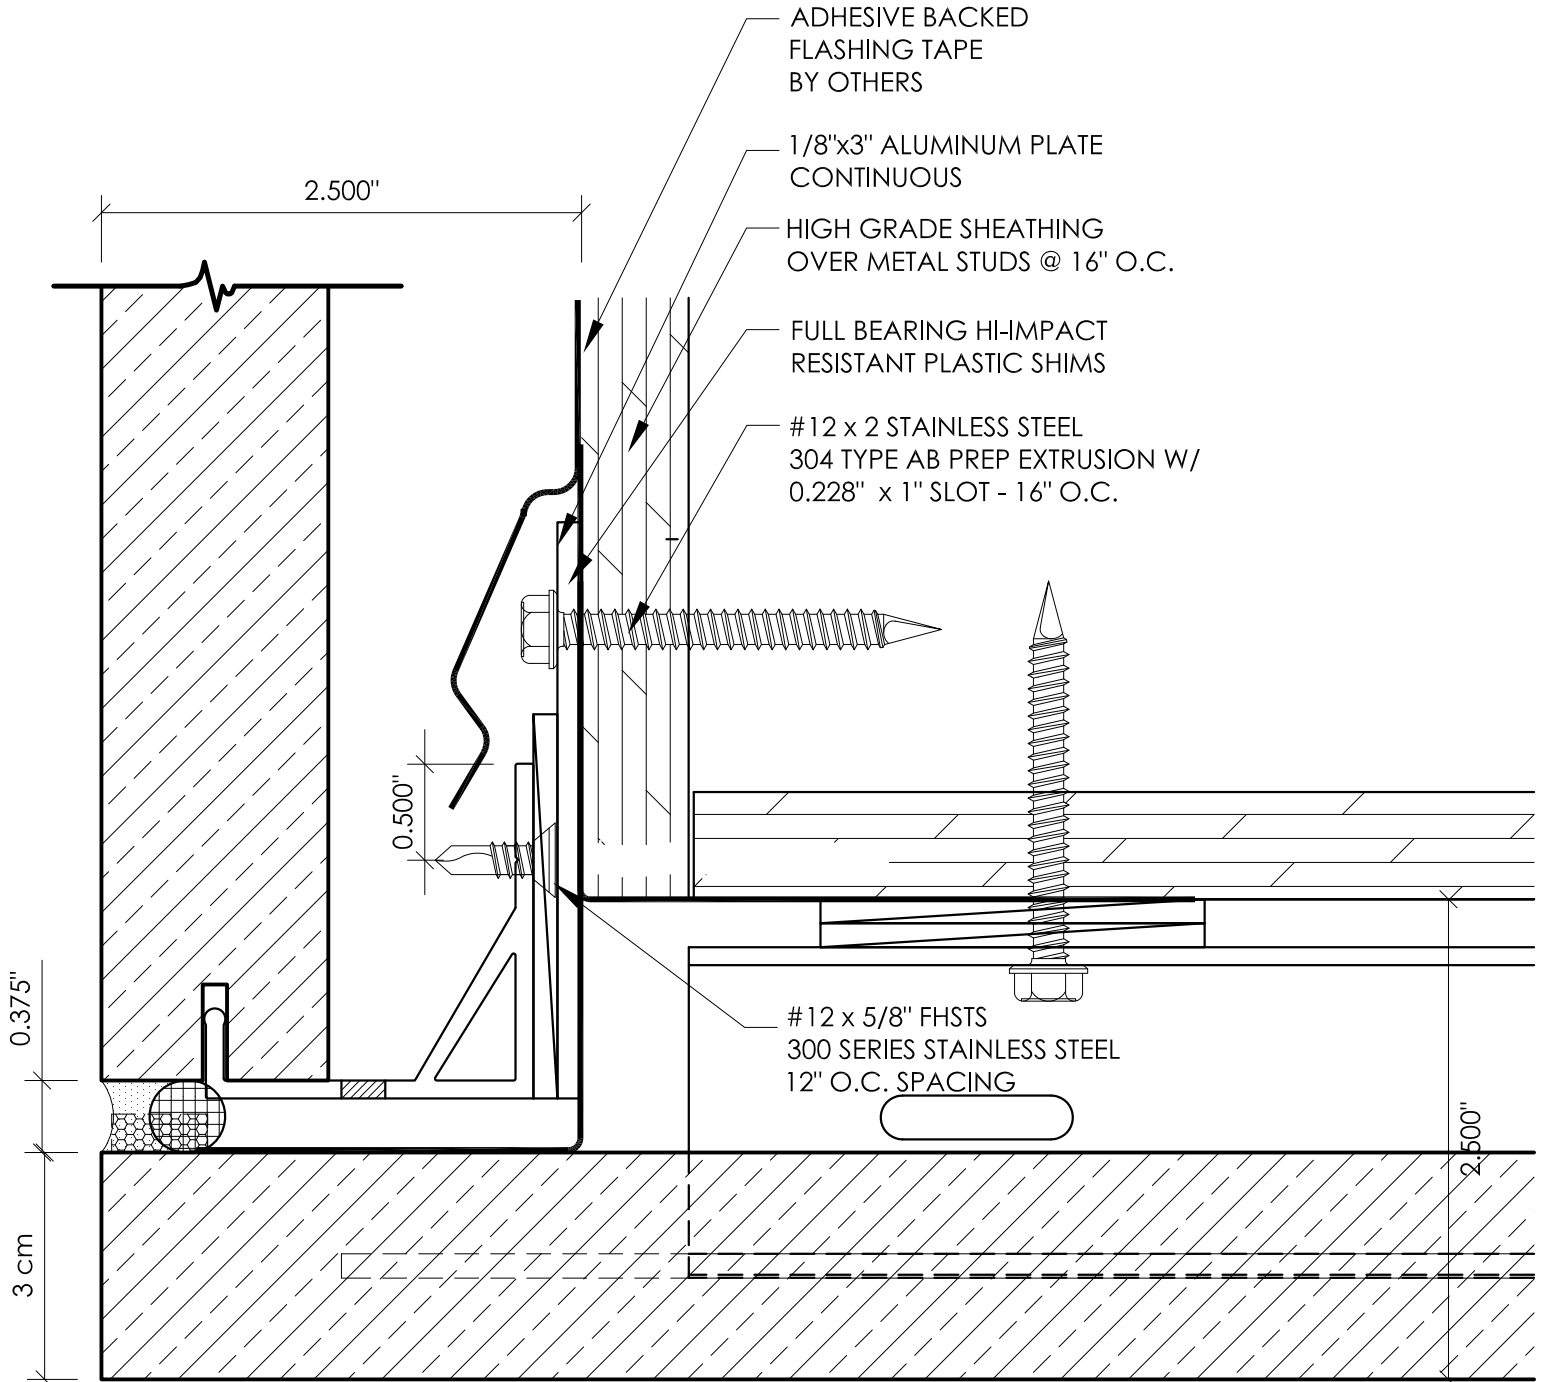 ADHESIVE BACKED
FLASHING TAPE
BY OTHERS
1/8"x3" ALUMINUM PLATE
CONTINUOUS
2.500"
HIGH GRADE SHEATHING
OVER METAL STUDS @ 16" O.C.
FULL BEARING HI-IMPACT
RESISTANT PLASTIC SHIMS
#12 x 2 STAINLESS STEEL
304 TYPE AB PREP EXTRUSION W/
0.228" x 1" SLOT - 16" O.C.
0.500"
0.375"
#12 x 5/8" FHSTS
300 SERIES STAINLESS STEEL
12" O.C. SPACING
2.500"
3 cm